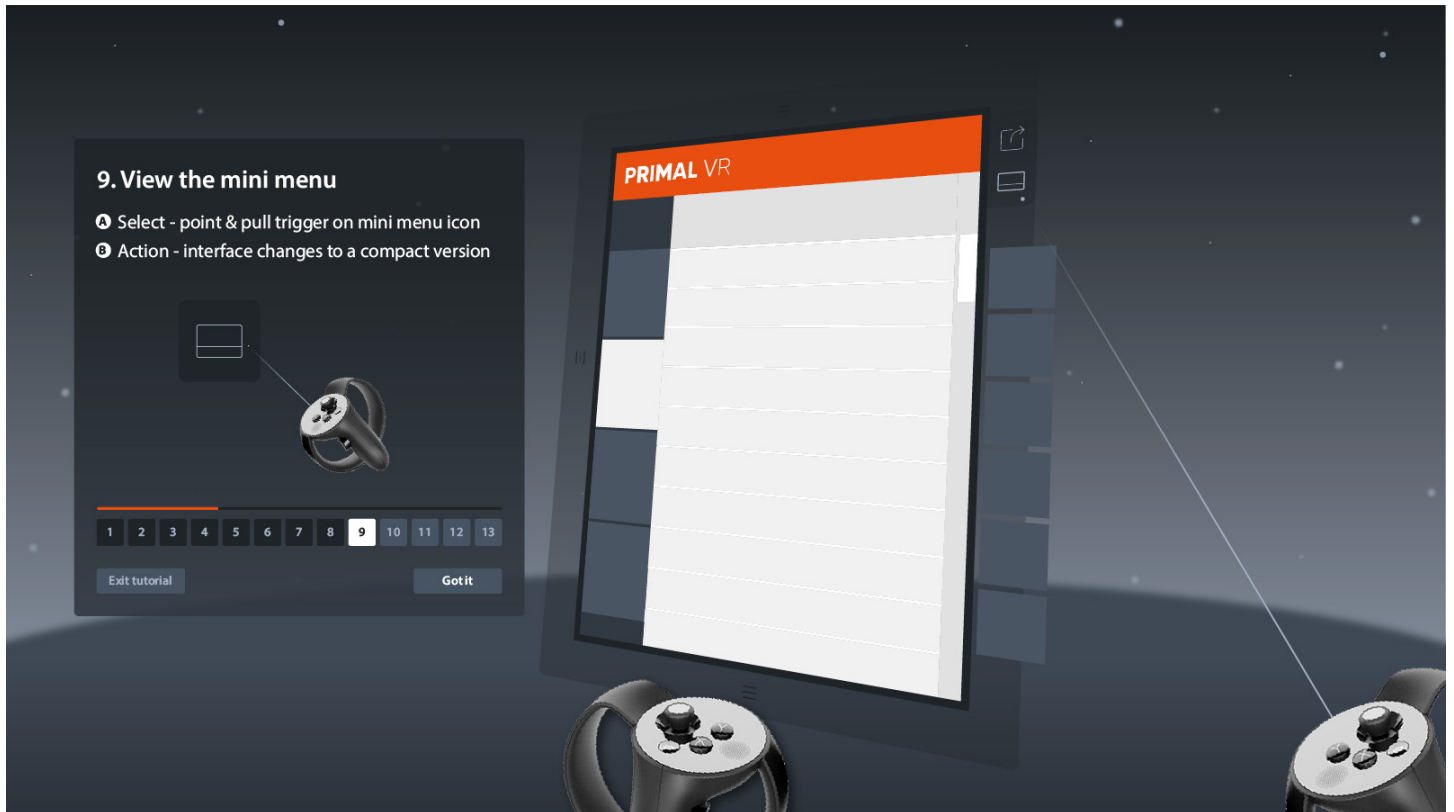 9. View the mini menu
A Select - point & pull trigger on mini menu icon
B Action - interface changes to a compact version
1 2 3 4 5 6 7 8 9 10 11 12 13
Exit tutorial
Got it
PRIMAL VR